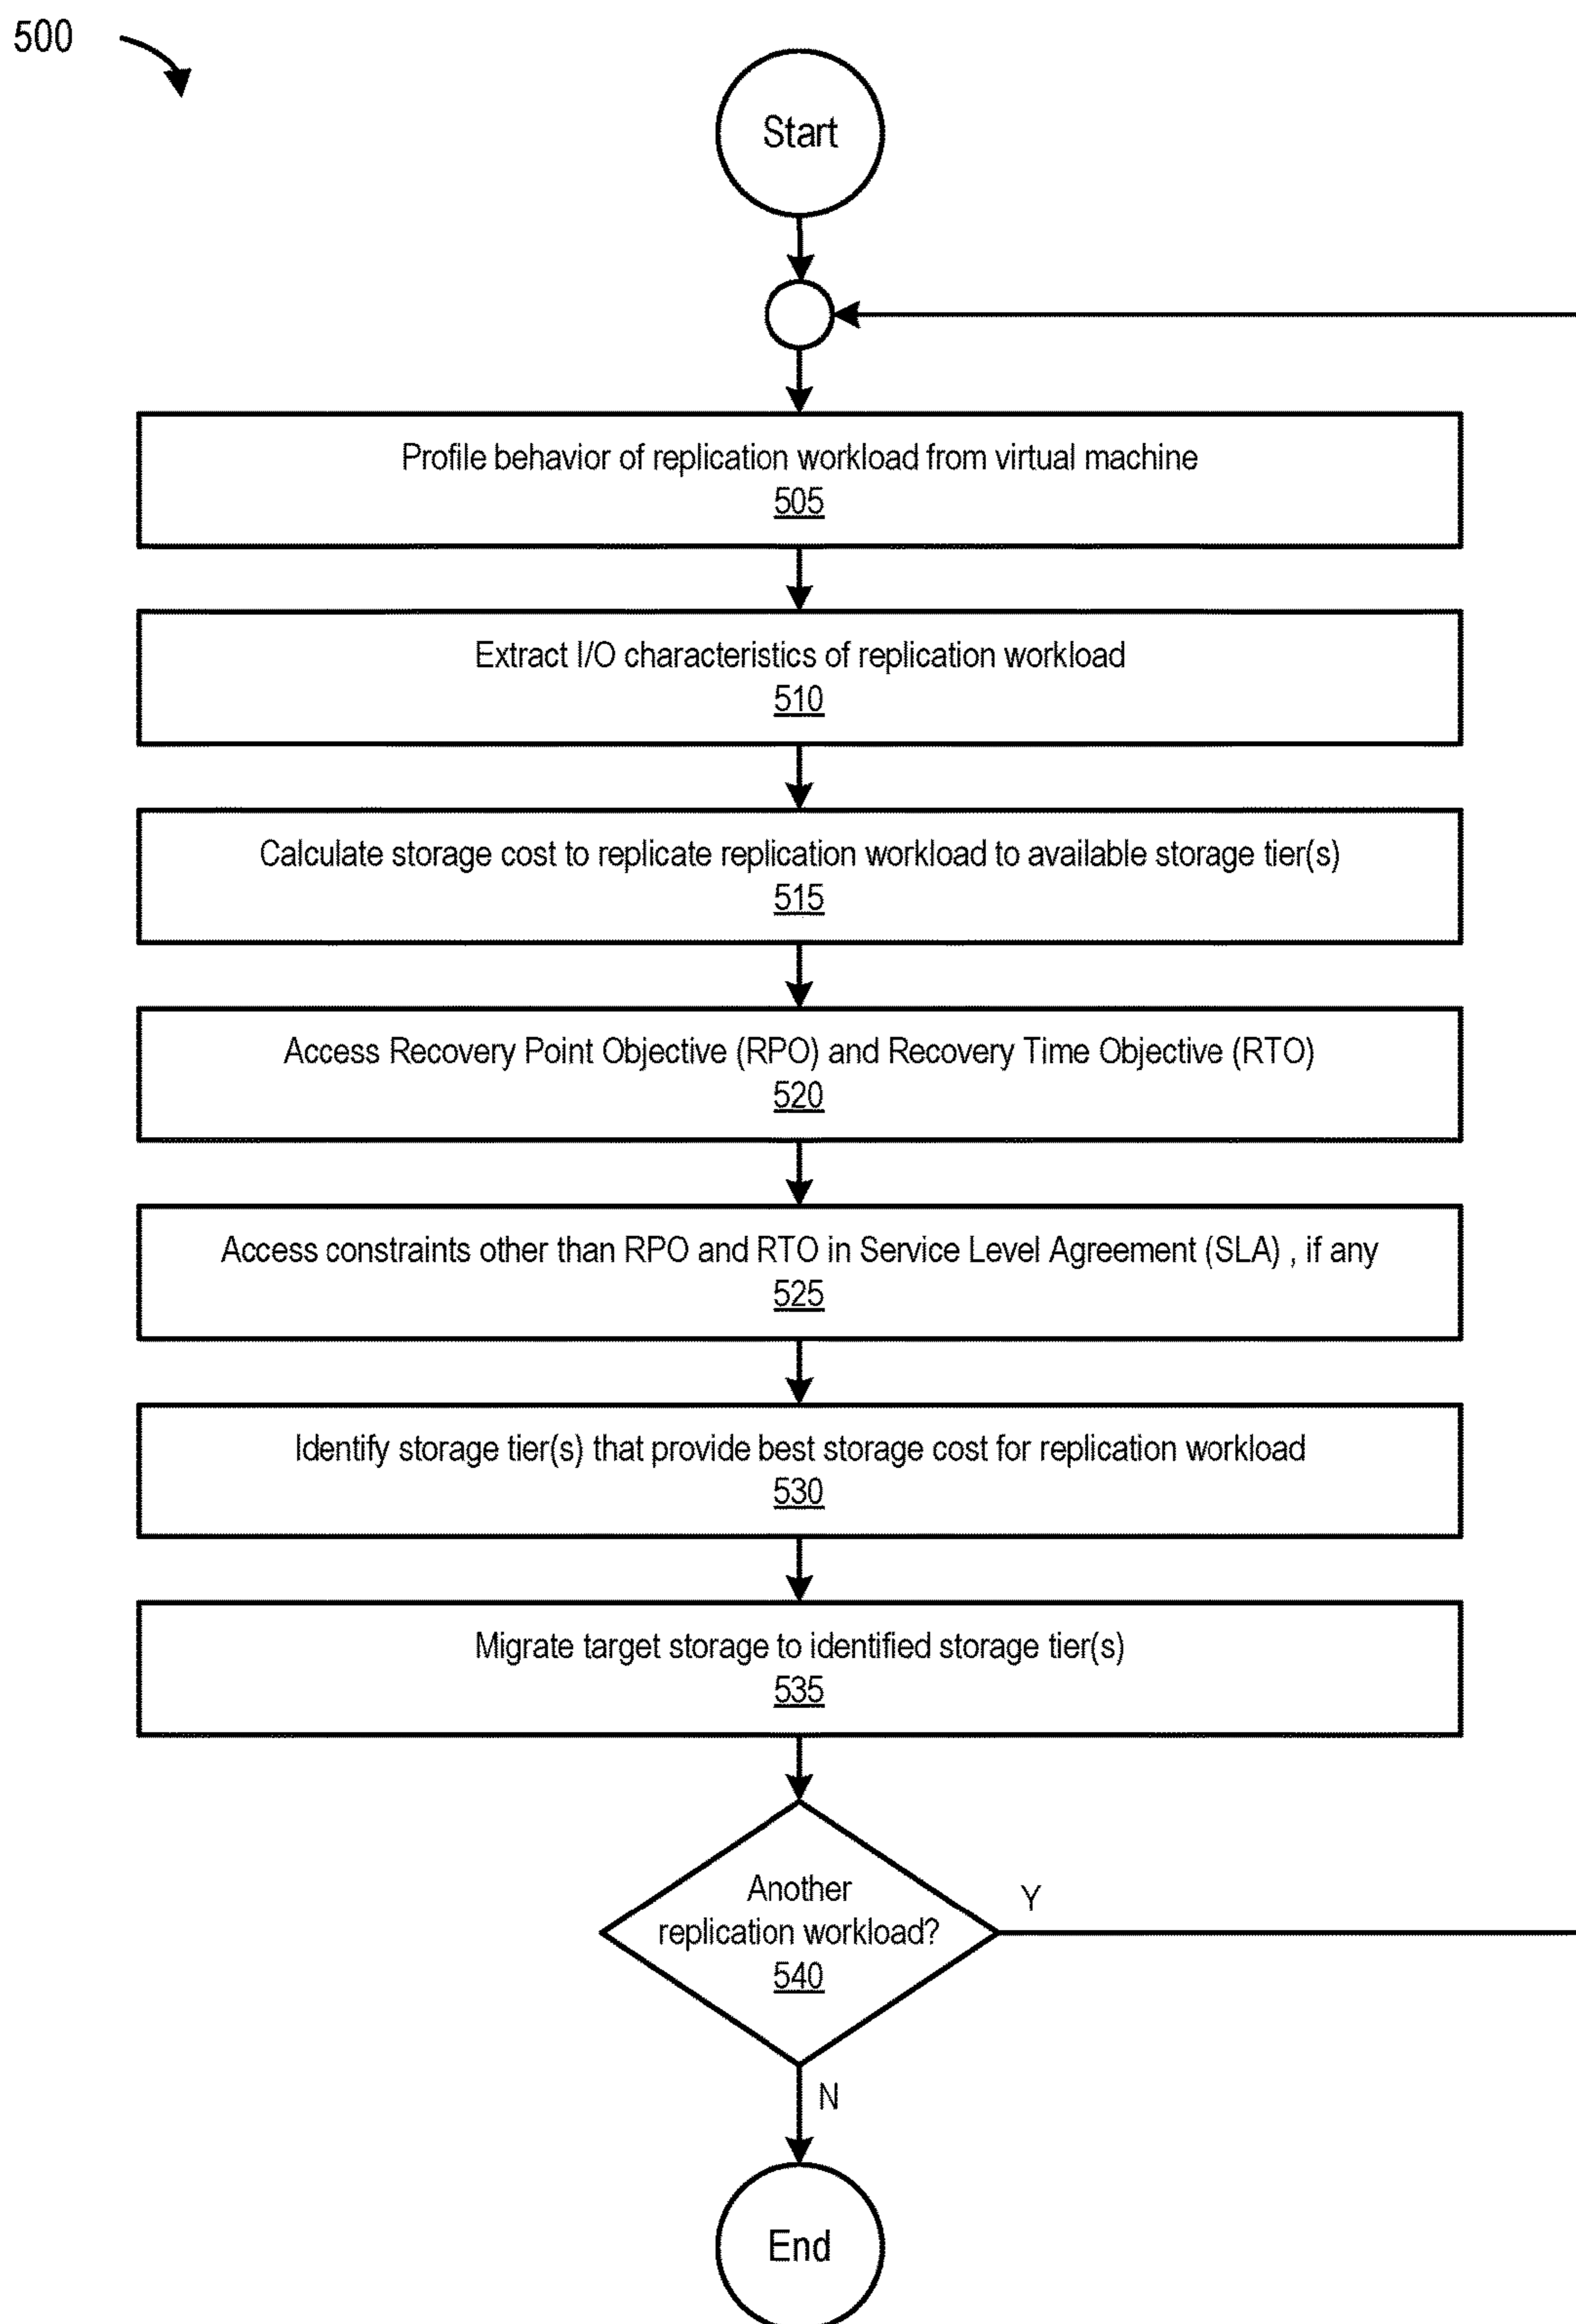 500
Start
Profile behavior of replication workload from virtual machine
505
Extract I/O characteristics of replication workload
510
Calculate storage cost to replicate replication workload to available storage tier(s)
515
Access Recovery Point Objective (RPO) and Recovery Time Objective (RTO)
520
Access constraints other than RPO and RTO in Service Level Agreement (SLA) , if any
525
Identify storage tier(s) that provide best storage cost for replication workload
530
Migrate target storage to identified storage tier(s)
535
Another
replication workload?
540
Y
N
End